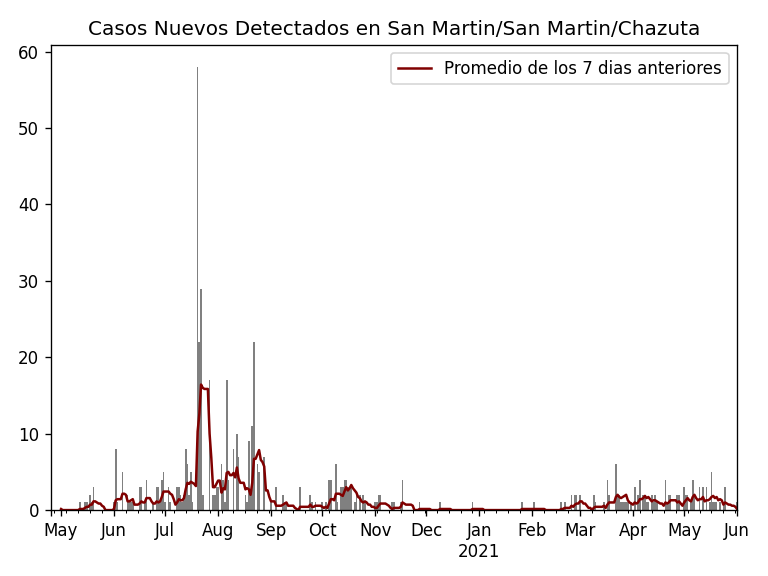 Casos Nuevos Detectados en San Martin/San Martin/Chazuta
Promedio de los 7 dias anteriores
60
50
40
30
20
10
0
May Jun Jul Aug Sep Oct Nov Dec Jan Feb Mar Apr May Jun
2021